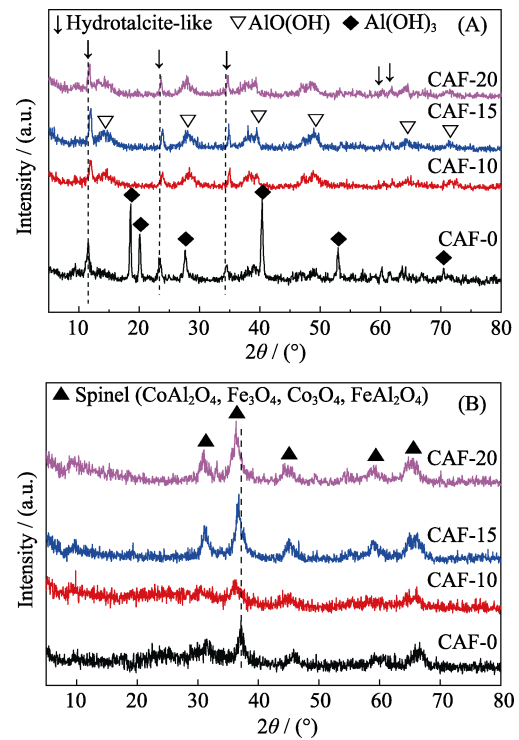 ↓ Hydrotalcite-like ▽ AlO(OH) ◆ Al(OH)₃ (A)
CAF-20
CAF-15
CAF-10
CAF-0
Intensity / (a.u.)
10 20 30 40 50 60 70 80
2θ / (°)
▲ Spinel (CoAl₂O₄, Fe₃O₄, Co₃O₄, FeAl₂O₄) (B)
CAF-20
CAF-15
CAF-10
CAF-0
Intensity / (a.u.)
10 20 30 40 50 60 70 80
2θ / (°)